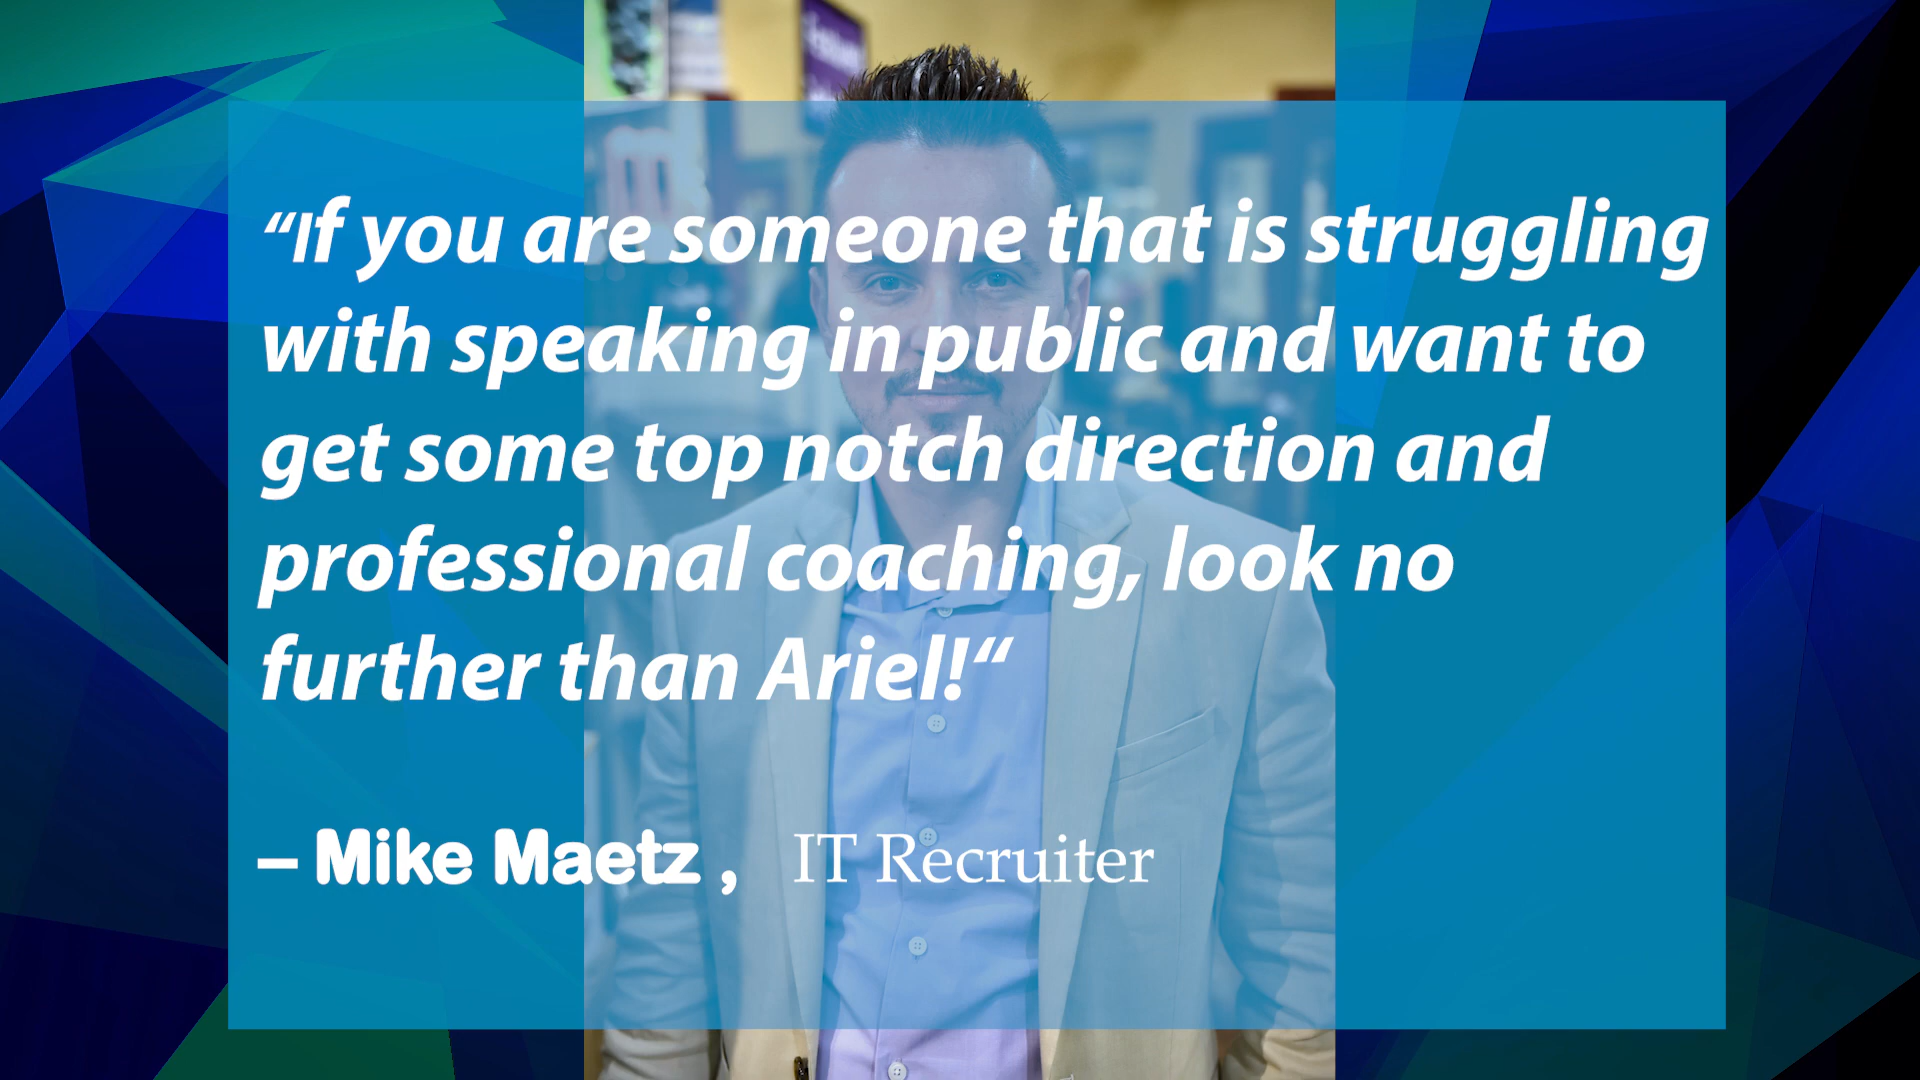 “If you are someone that is struggling
with speaking in public and want to
get some top notch direction and
professional coaching, look no
further than Ariel!“
– Mike Maetz , IT Recruiter